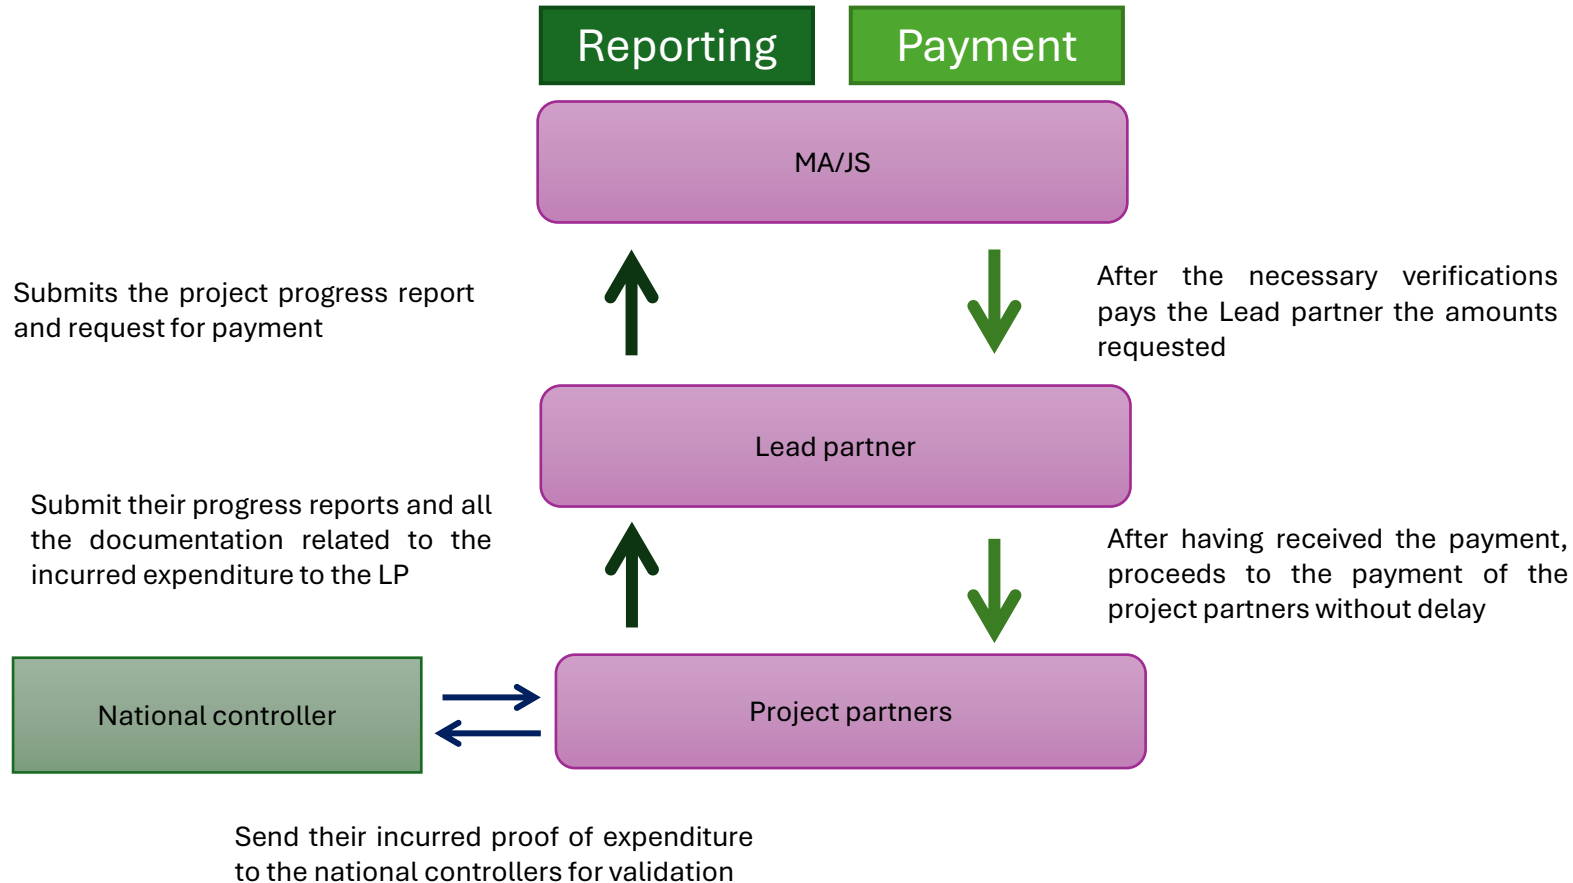 Reporting
Payment
MA/JS
Submits the project progress report
and request for payment
After the necessary verifications
pays the Lead partner the amounts
requested
Lead partner
Submit their progress reports and all
the documentation related to the
incurred expenditure to the LP
After having received the payment,
proceeds to the payment of the
project partners without delay
National controller
Project partners
Send their incurred proof of expenditure
to the national controllers for validation